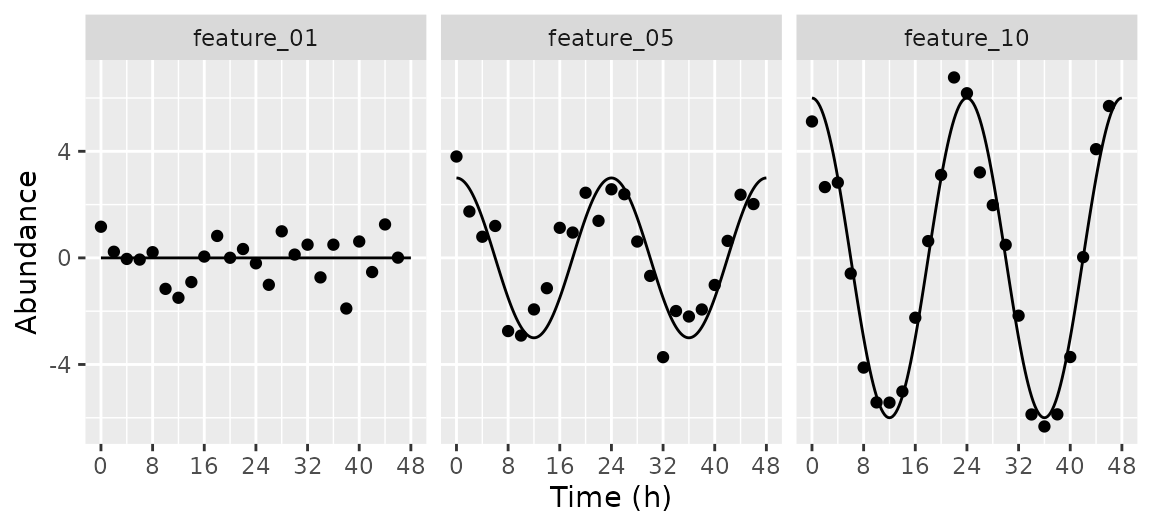 feature_01 feature_05 feature_10
Abundance
4
0
-4
0 8 16 24 32 40 48 0 8 16 24 32 40 48 0 8 16 24 32 40 48
Time (h)